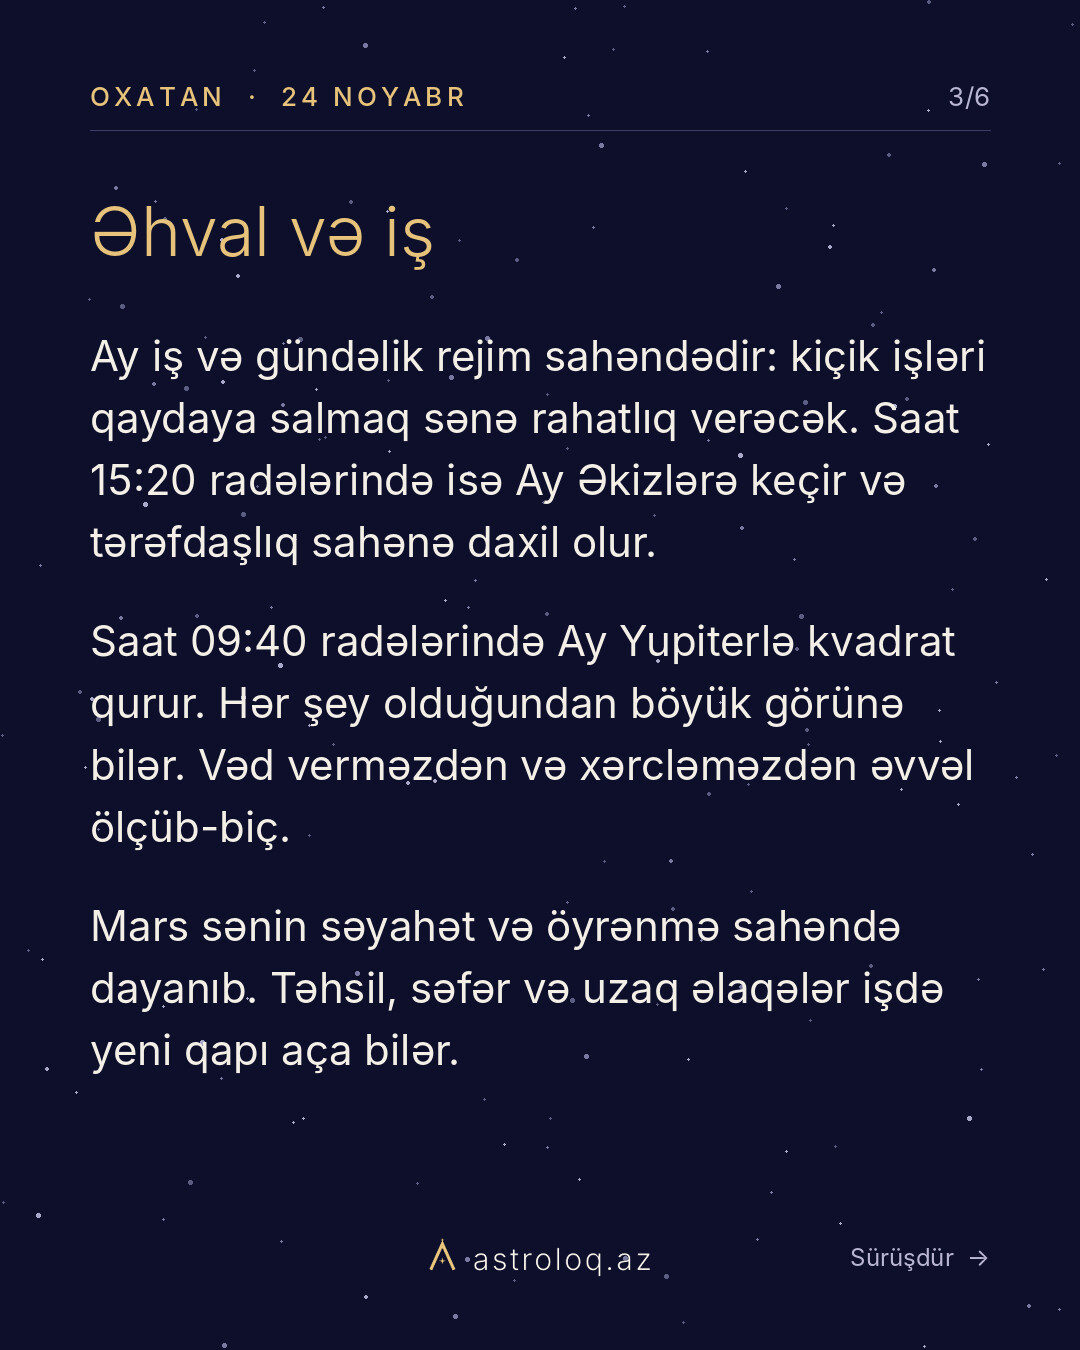 OXATAN · 24 NOYABR
3/6
Əhval və iş
Ay iş və gündəlik rejim sahəndədir: kiçik işləri
qaydaya salmaq sənə rahatlıq verəcək. Saat
15:20 radələrində isə Ay Əkizlərə keçir və
tərəfdaşlıq sahənə daxil olur.
Saat 09:40 radələrində Ay Yupiterlə kvadrat
qurur. Hər şey olduğundan böyük görünə
bilər. Vəd verməzdən və xərcləməzdən əvvəl
ölçüb-biç.
Mars sənin səyahət və öyrənmə sahəndə
dayanıb. Təhsil, səfər və uzaq əlaqələr işdə
yeni qapı aça bilər.
astroloq.az
Sürüşdür →